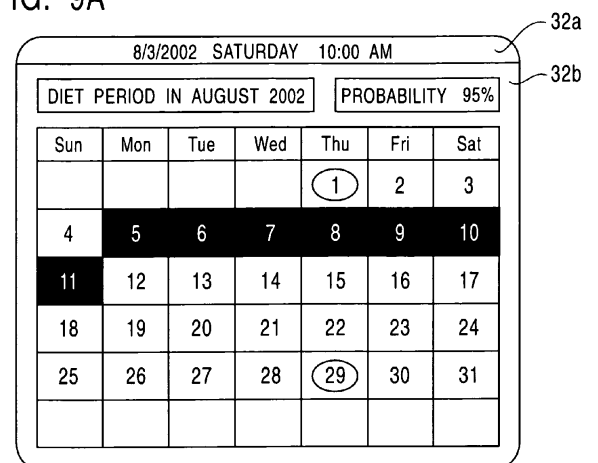 FIG. 9A
32a
8/3/2002 SATURDAY 10:00 AM
32b
DIET PERIOD IN AUGUST 2002 PROBABILITY 95%
Sun Mon Tue Wed Thu Fri Sat
1 2 3
4 5 6 7 8 9 10
11 12 13 14 15 16 17
18 19 20 21 22 23 24
25 26 27 28 29 30 31